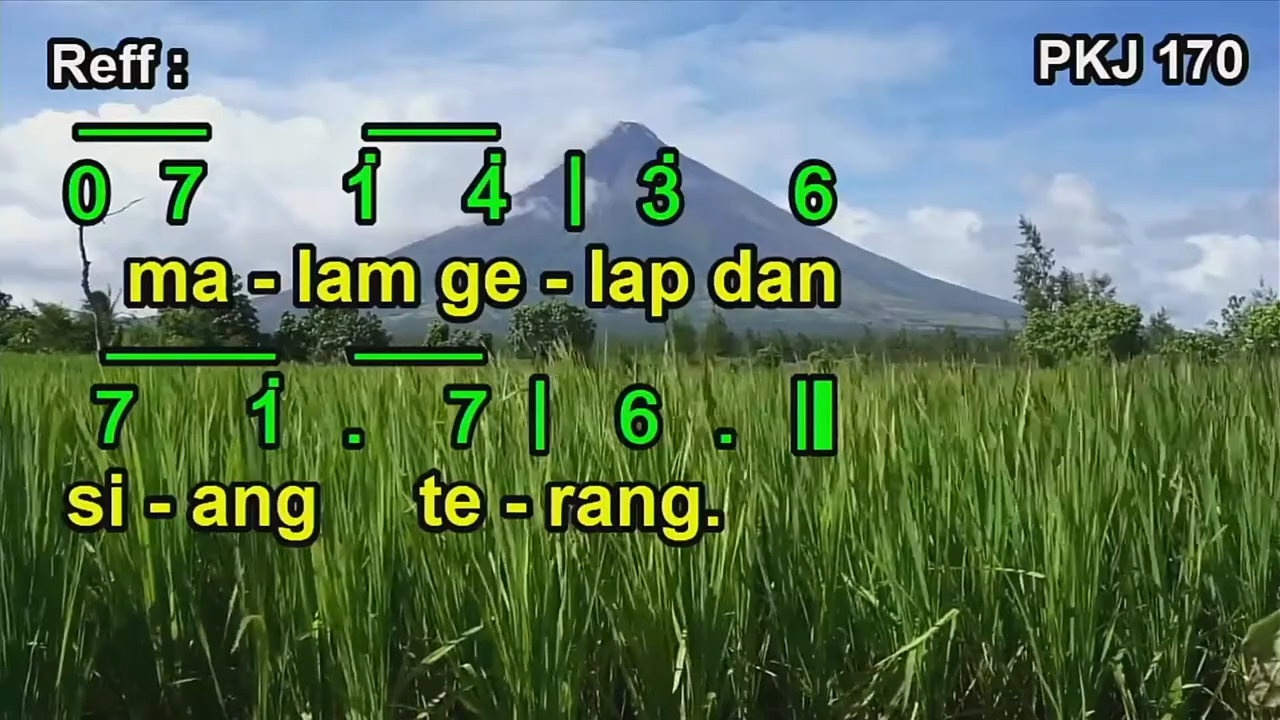 Reff :
PKJ 170
0 7 1̇ 4̇ | 3̇ 6
ma - lam ge - lap dan
7 1̇ . 7 | 6 . ||
si - ang te - rang.